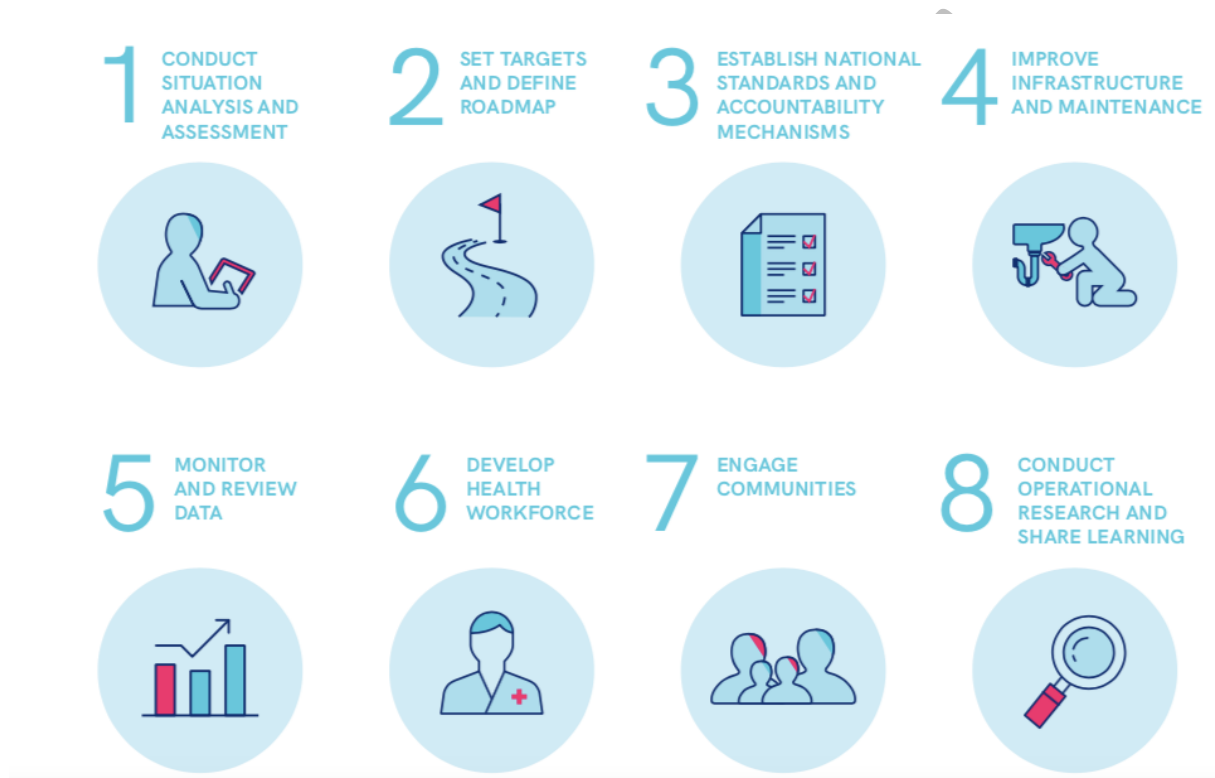 1
CONDUCT
SITUATION
ANALYSIS AND
ASSESSMENT
2
SET TARGETS
AND DEFINE
ROADMAP
3
ESTABLISH NATIONAL
STANDARDS AND
ACCOUNTABILITY
MECHANISMS
4
IMPROVE
INFRASTRUCTURE
AND MAINTENANCE
5
MONITOR
AND REVIEW
DATA
6
DEVELOP
HEALTH
WORKFORCE
7
ENGAGE
COMMUNITIES
8
CONDUCT
OPERATIONAL
RESEARCH AND
SHARE LEARNING